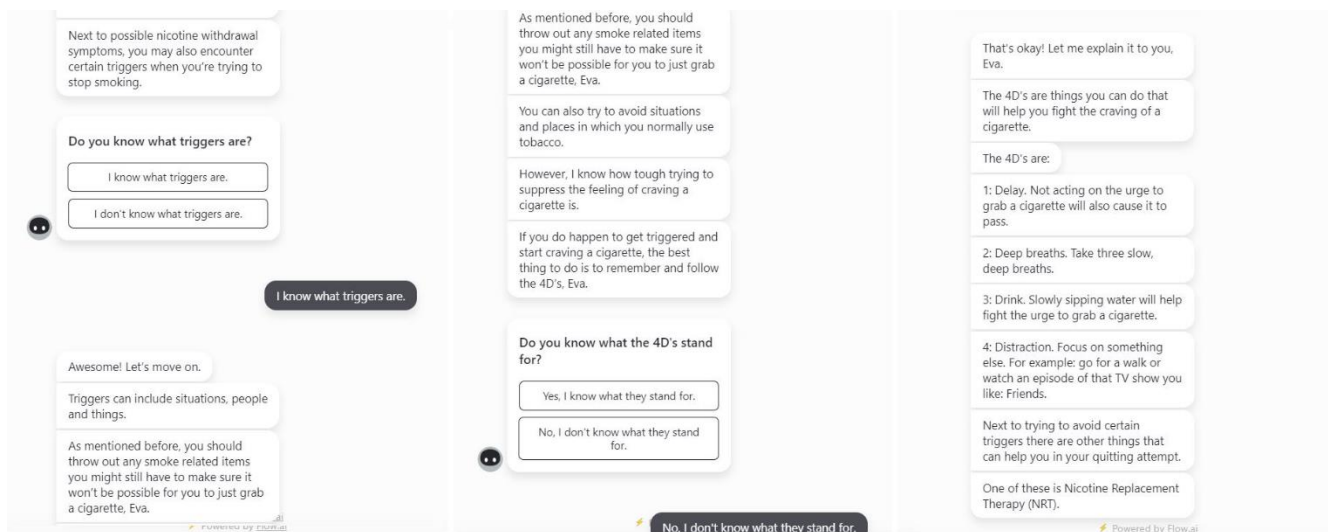 Next to possible nicotine withdrawal
symptoms, you may also encounter
certain triggers when you're trying to
stop smoking.
Do you know what triggers are?
I know what triggers are.
I don't know what triggers are.
I know what triggers are.
Awesome! Let's move on.
Triggers can include situations, people
and things.
As mentioned before, you should
throw out any smoke related items
you might still have to make sure it
won't be possible for you to just grab
a cigarette, Eva.
⚡ Powered by Flow.ai
As mentioned before, you should
throw out any smoke related items
you might still have to make sure it
won't be possible for you to just grab
a cigarette, Eva.
You can also try to avoid situations
and places in which you normally use
tobacco.
However, I know how tough trying to
suppress the feeling of craving a
cigarette is.
If you do happen to get triggered and
start craving a cigarette, the best
thing to do is to remember and follow
the 4D's, Eva.
Do you know what the 4D's stand
for?
Yes, I know what they stand for.
No, I don't know what they stand
for.
No, I don't know what they stand for.
That's okay! Let me explain it to you,
Eva.
The 4D's are things you can do that
will help you fight the craving of a
cigarette.
The 4D's are:
1: Delay. Not acting on the urge to
grab a cigarette will also cause it to
pass.
2: Deep breaths. Take three slow,
deep breaths.
3: Drink. Slowly sipping water will help
fight the urge to grab a cigarette.
4: Distraction. Focus on something
else. For example: go for a walk or
watch an episode of that TV show you
like: Friends.
Next to trying to avoid certain
triggers there are other things that
can help you in your quitting attempt.
One of these is Nicotine Replacement
Therapy (NRT).
⚡ Powered by Flow.ai